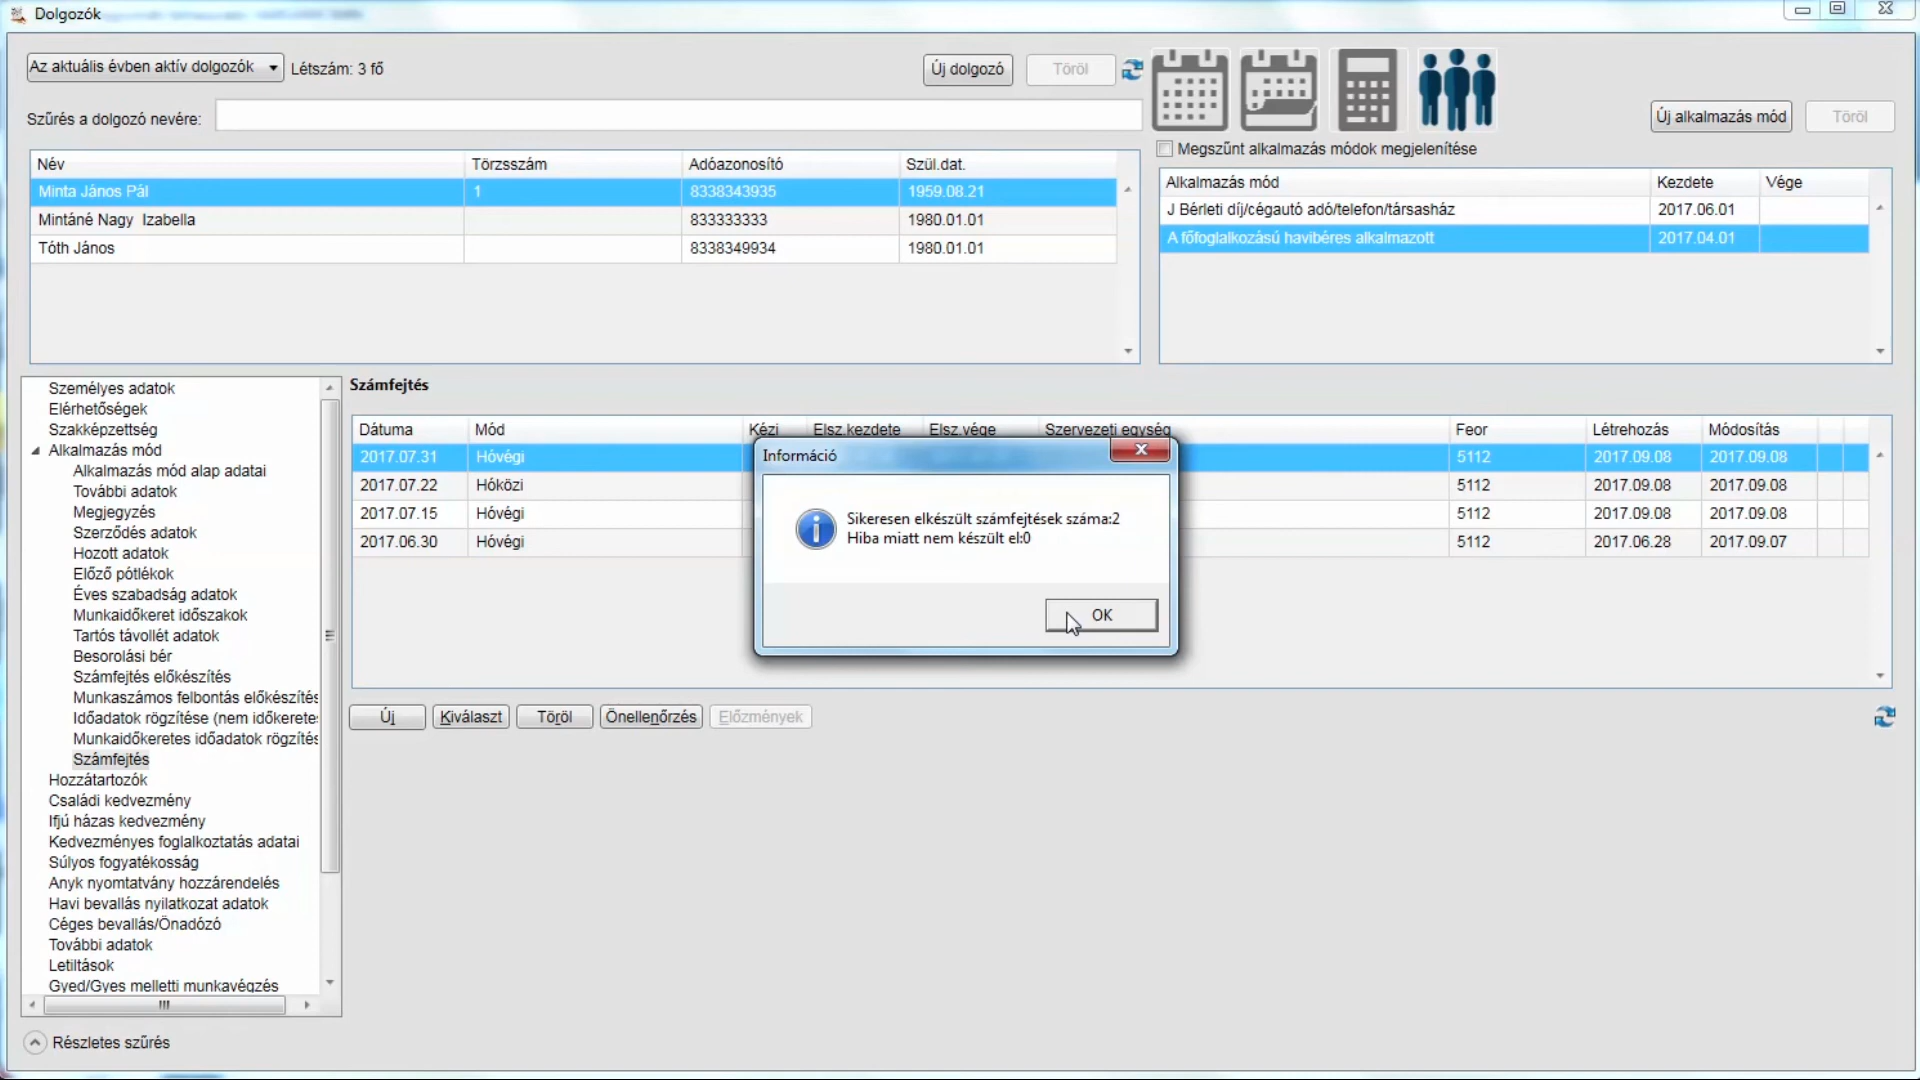 Dolgozók
Az aktuális évben aktív dolgozók
Létszám: 3 fő
Új dolgozó
Töröl
Szűrés a dolgozó nevére:
Új alkalmazás mód
Töröl
Megszűnt alkalmazás módok megjelenítése
Név Törzsszám Adóazonosító Szül.dat.
Minta János Pál 1 8338343935 1959.08.21
Mintáné Nagy Izabella 833333333 1980.01.01
Tóth János 8338349934 1980.01.01
Alkalmazás mód Kezdete Vége
J Bérleti díj/cégautó adó/telefon/társasház 2017.06.01
A főfoglalkozású havibéres alkalmazott 2017.04.01
Személyes adatok
Elérhetőségek
Szakképzettség
Alkalmazás mód
Alkalmazás mód alap adatai
További adatok
Megjegyzés
Szerződés adatok
Hozott adatok
Előző pótlékok
Éves szabadság adatok
Munkaidőkeret időszakok
Tartós távollét adatok
Besorolási bér
Számfejtés előkészítés
Munkaszámos felbontás előkészítés
Időadatok rögzítése (nem időkeretes
Munkaidőkeretes időadatok rögzítés
Számfejtés
Hozzátartozók
Családi kedvezmény
Ifjú házas kedvezmény
Kedvezményes foglalkoztatás adatai
Súlyos fogyatékosság
Anyk nyomtatvány hozzárendelés
Havi bevallás nyilatkozat adatok
Céges bevallás/Önadózó
További adatok
Letiltások
Gyed/Gyes melletti munkavégzés
Részletes szűrés
Számfejtés
Dátuma Mód Kézi Elsz.kezdete Elsz.vége Szervezeti egység Feor Létrehozás Módosítás
2017.07.31 Hóvégi 5112 2017.09.08 2017.09.08
2017.07.22 Hóközi 5112 2017.09.08 2017.09.08
2017.07.15 Hóvégi 5112 2017.09.08 2017.09.08
2017.06.30 Hóvégi 5112 2017.06.28 2017.09.07
Információ
Sikeresen elkészült számfejtések száma:2
Hiba miatt nem készült el:0
OK
Új
Kiválaszt
Töröl
Önellenőrzés
Előzmények